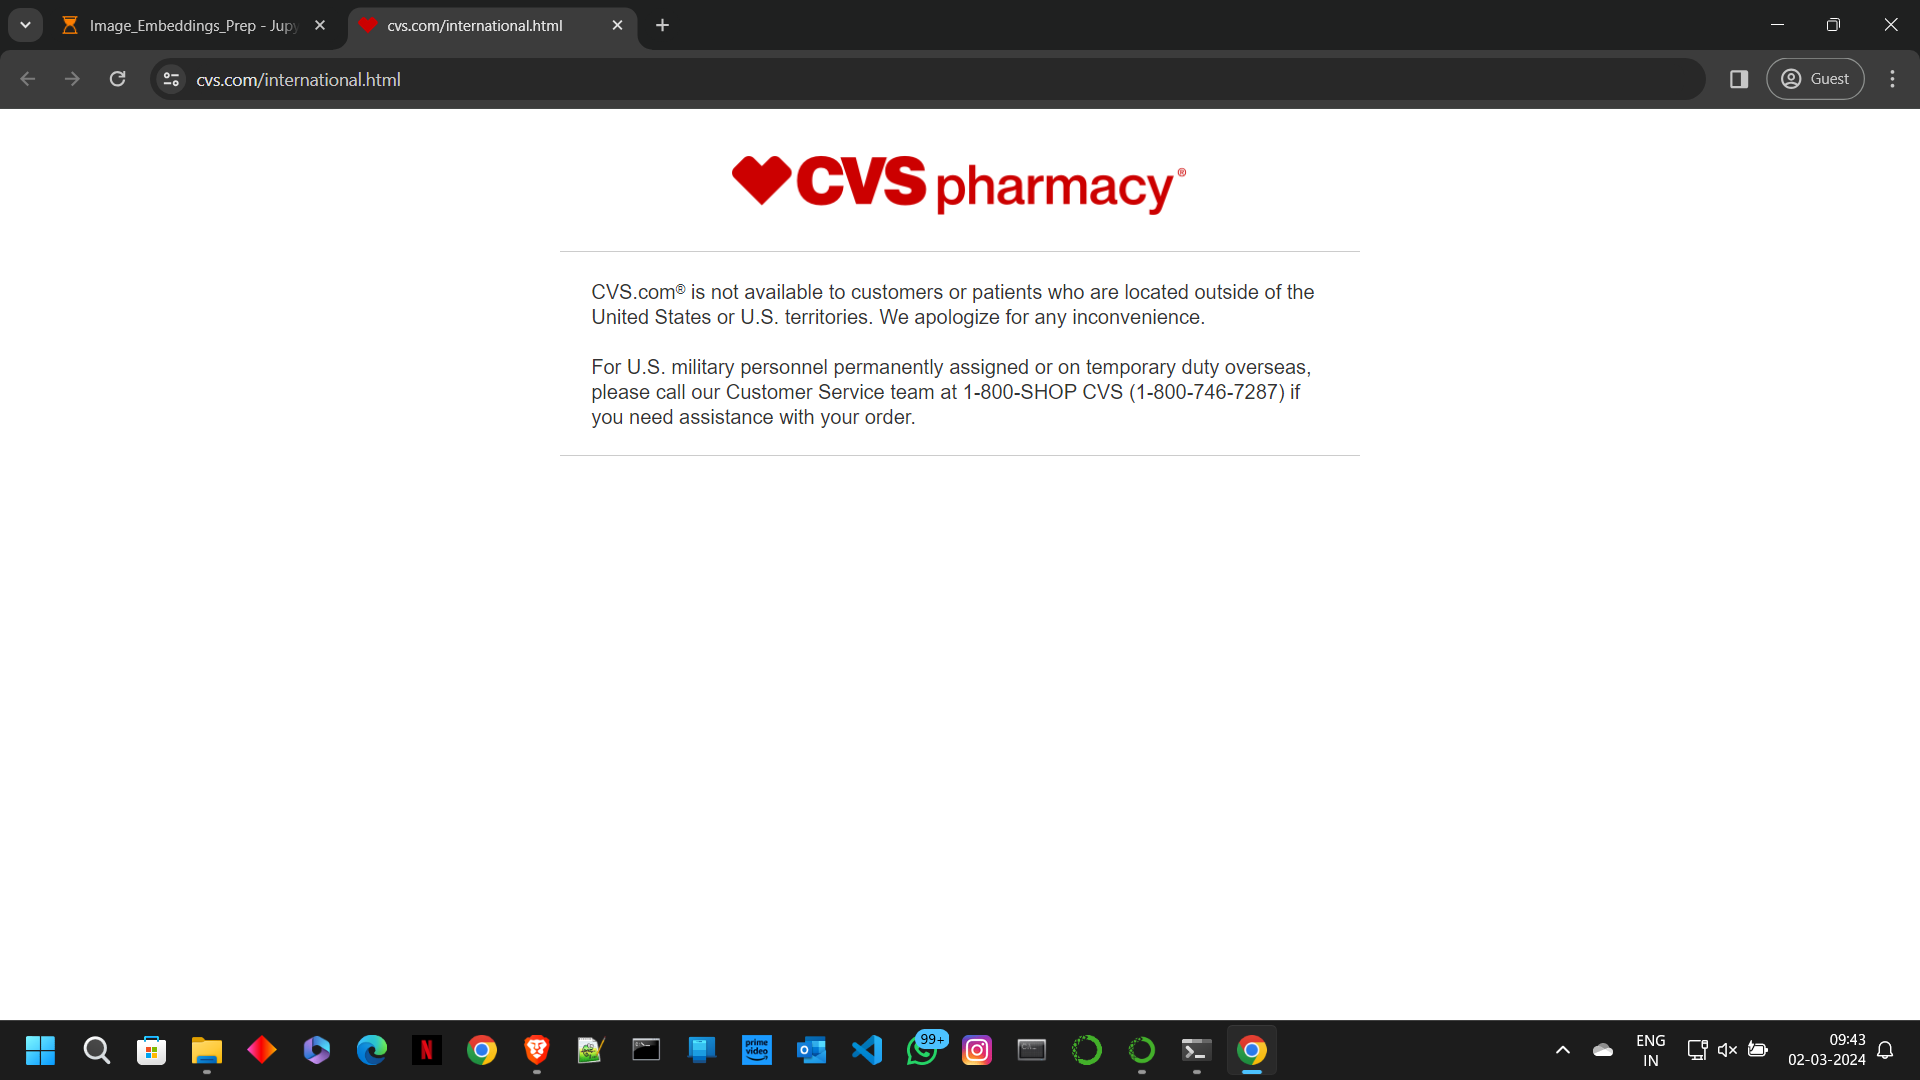 Image_Embeddings_Prep - Jupy
cvs.com/international.html
cvs.com/international.html
Guest
CVS pharmacy®
CVS.com® is not available to customers or patients who are located outside of the
United States or U.S. territories. We apologize for any inconvenience.
For U.S. military personnel permanently assigned or on temporary duty overseas,
please call our Customer Service team at 1-800-SHOP CVS (1-800-746-7287) if
you need assistance with your order.
N
prime
video
99+
ENG
IN
09:43
02-03-2024